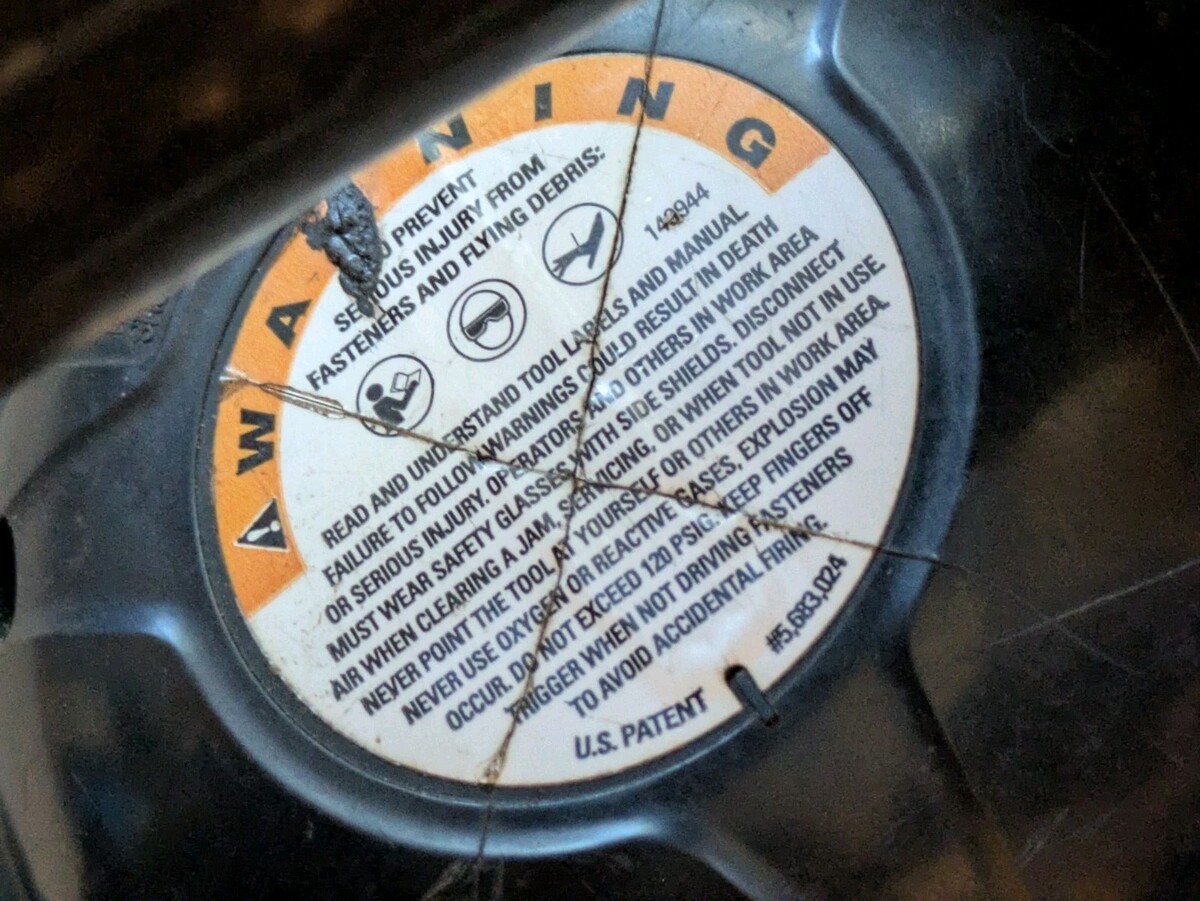 WARNING
TO PREVENT
SERIOUS INJURY FROM
FASTENERS AND FLYING DEBRIS:
READ AND UNDERSTAND TOOL LABELS AND MANUAL
FAILURE TO FOLLOW WARNINGS COULD RESULT IN DEATH
OR SERIOUS INJURY. OPERATORS AND OTHERS IN WORK AREA
MUST WEAR SAFETY GLASSES WITH SIDE SHIELDS. DISCONNECT
AIR WHEN CLEARING A JAM, SERVICING, OR WHEN TOOL NOT IN USE
NEVER POINT THE TOOL AT YOURSELF OR OTHERS IN WORK AREA.
NEVER USE OXYGEN OR REACTIVE GASES, EXPLOSION MAY
OCCUR. DO NOT EXCEED 120 PSIG. KEEP FINGERS OFF
TRIGGER WHEN NOT DRIVING FASTENERS
TO AVOID ACCIDENTAL FIRING.
U.S. PATENT #5,683,024